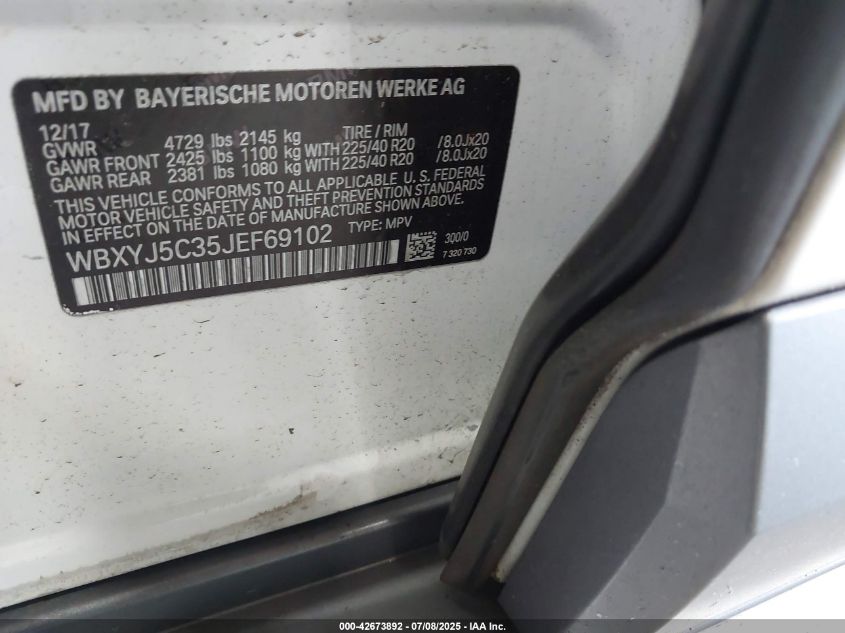 MFD BY BAYERISCHE MOTOREN WERKE AG
12/17 TIRE / RIM
GVWR 4729 lbs 2145 kg
GAWR FRONT 2425 lbs 1100 kg WITH 225/40 R20 /8.0Jx20
GAWR REAR 2381 lbs 1080 kg WITH 225/40 R20 /8.0Jx20
THIS VEHICLE CONFORMS TO ALL APPLICABLE U. S. FEDERAL
MOTOR VEHICLE SAFETY AND THEFT PREVENTION STANDARDS
IN EFFECT ON THE DATE OF MANUFACTURE SHOWN ABOVE.
WBXYJ5C35JEF69102 TYPE: MPV
300/0
7 320 730
000-42673892 - 07/08/2025 - IAA Inc.